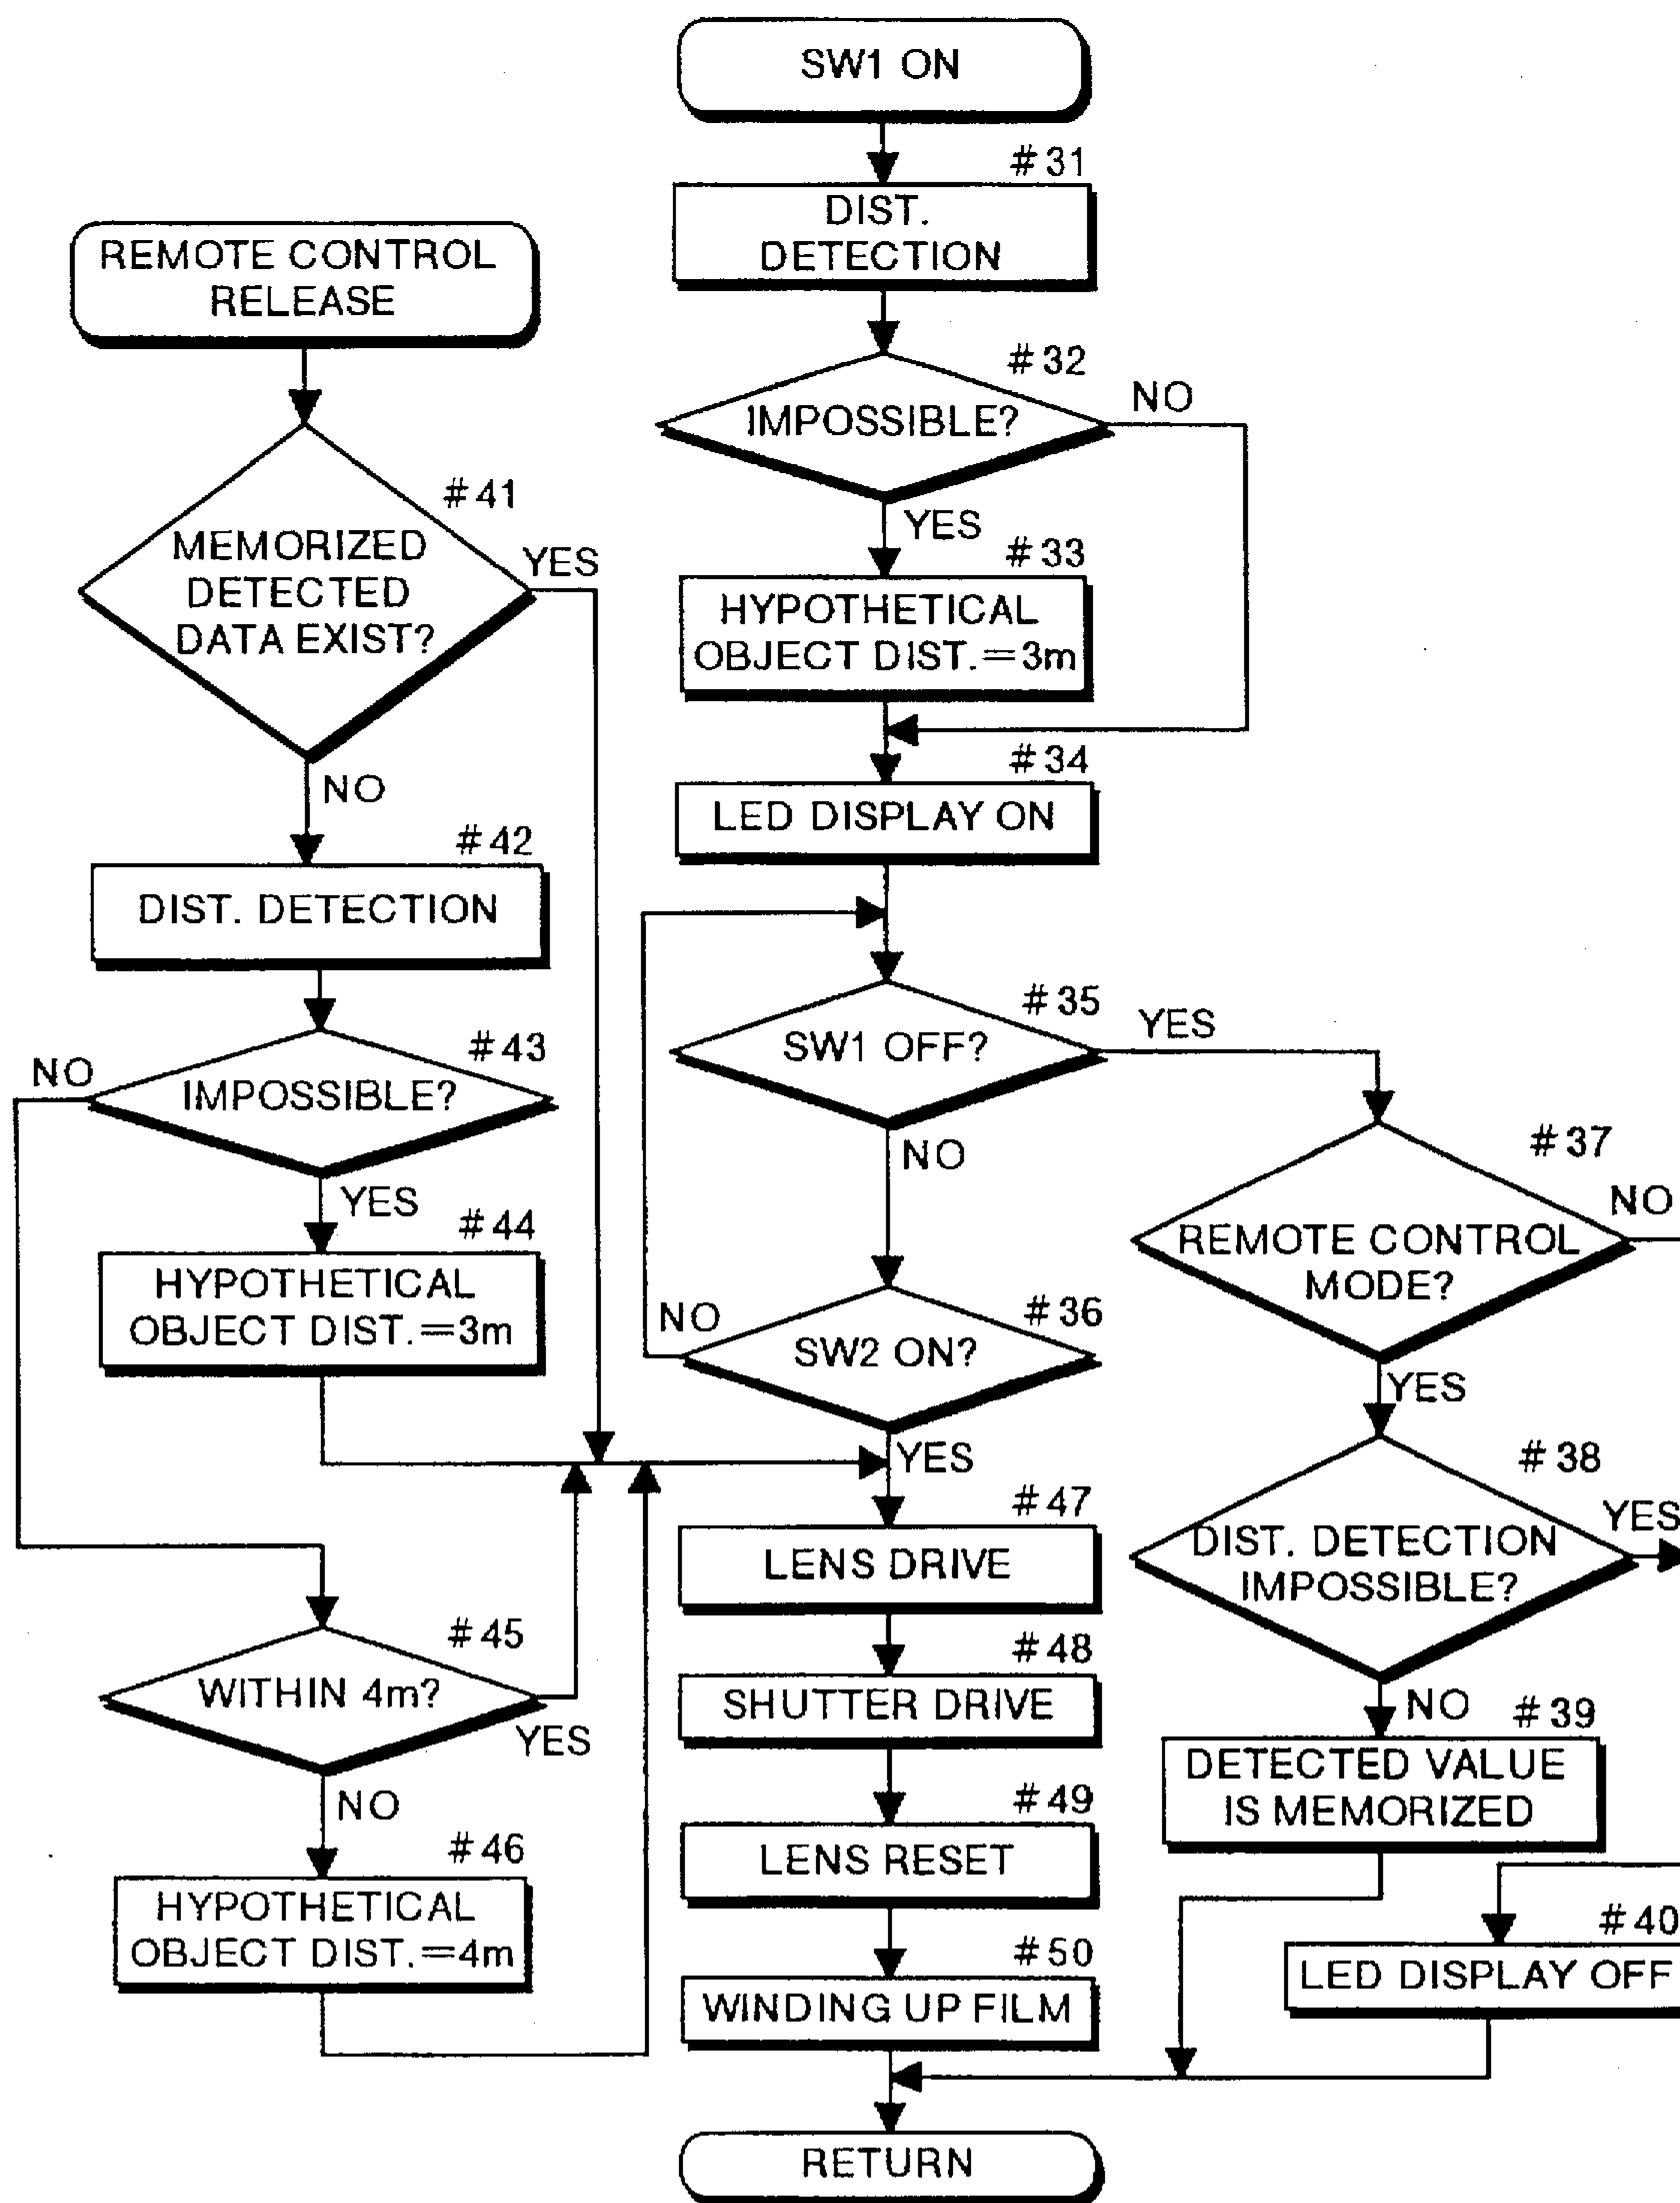 SW1 ON
#31
DIST.
DETECTION
#32
IMPOSSIBLE?
NO
YES
#33
HYPOTHETICAL
OBJECT DIST.=3m
#34
LED DISPLAY ON
#35
SW1 OFF?
YES
NO
#36
SW2 ON?
NO
YES
#37
REMOTE CONTROL
MODE?
NO
YES
#38
DIST. DETECTION
IMPOSSIBLE?
YES
NO
#39
DETECTED VALUE
IS MEMORIZED
#40
LED DISPLAY OFF
REMOTE CONTROL
RELEASE
#41
MEMORIZED
DETECTED
DATA EXIST?
YES
NO
#42
DIST. DETECTION
#43
IMPOSSIBLE?
NO
YES
#44
HYPOTHETICAL
OBJECT DIST.=3m
#45
WITHIN 4m?
YES
NO
#46
HYPOTHETICAL
OBJECT DIST.=4m
#47
LENS DRIVE
#48
SHUTTER DRIVE
#49
LENS RESET
#50
WINDING UP FILM
RETURN